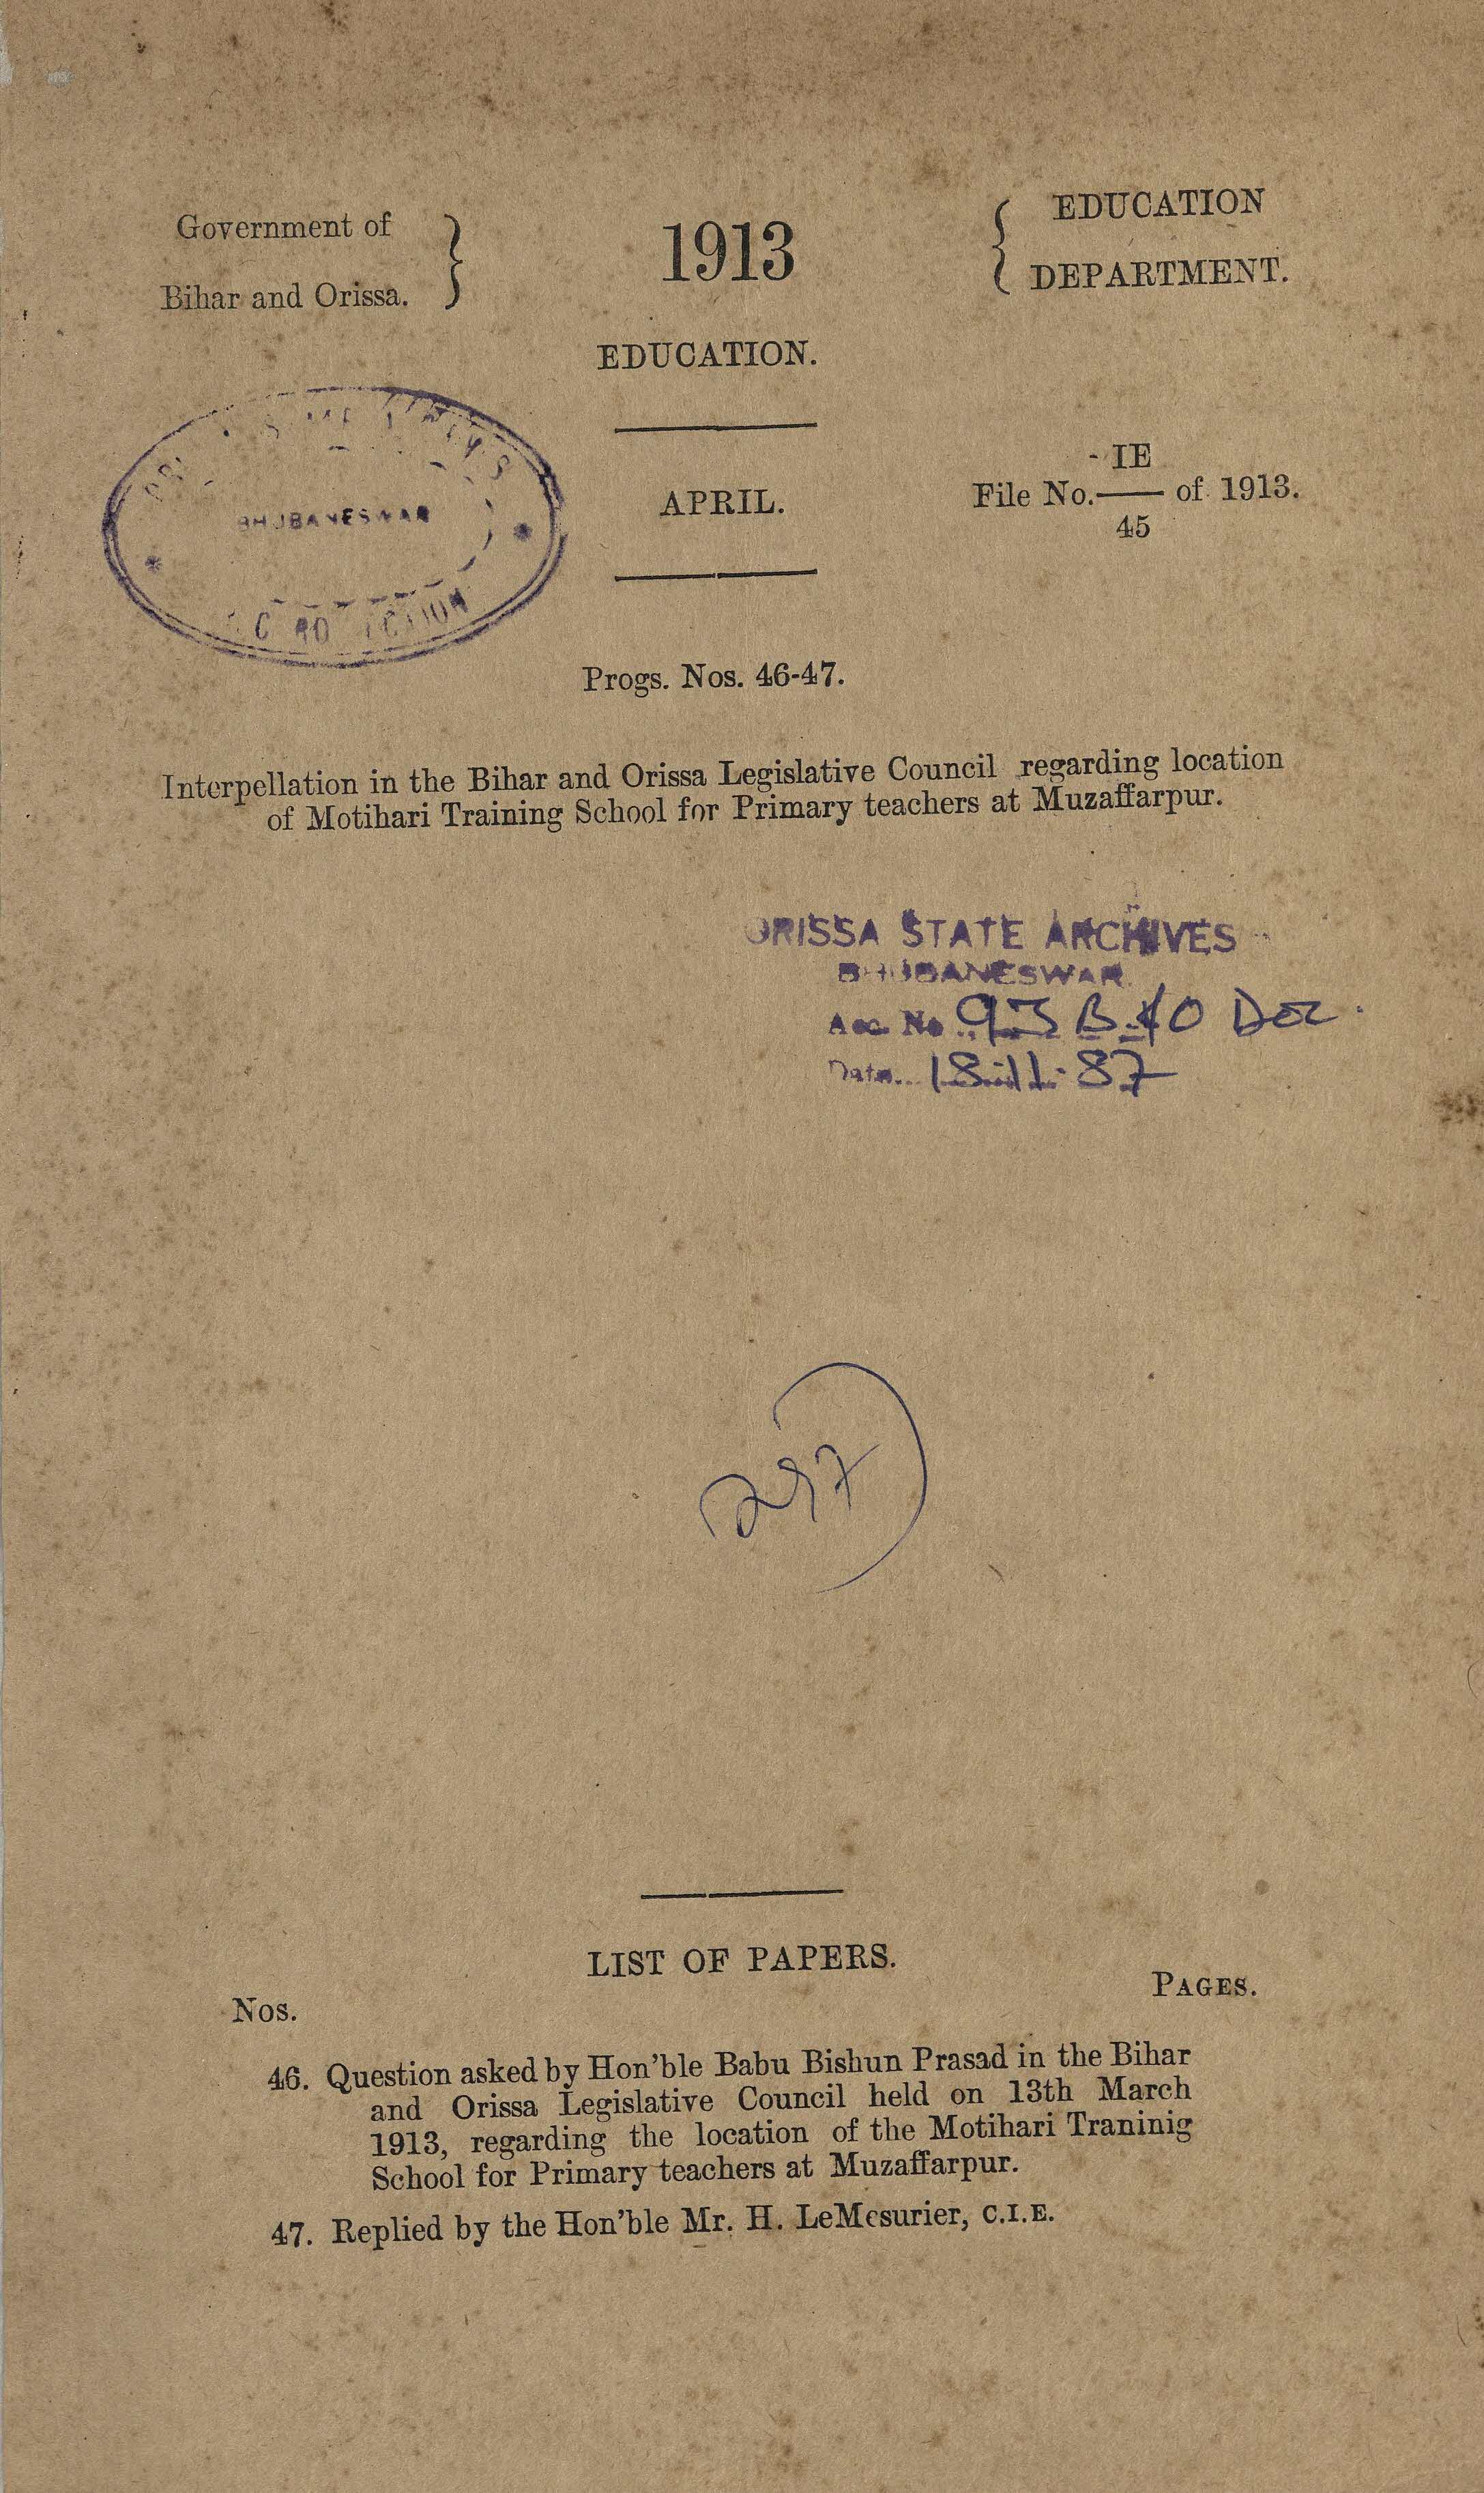 Government of
Bihar and Orissa.
1913
EDUCATION
DEPARTMENT.
EDUCATION.
APRIL.
IE
File No.—— of 1913.
45
BHUBANESWAR
Progs. Nos. 46-47.
Interpellation in the Bihar and Orissa Legislative Council regarding location
of Motihari Training School for Primary teachers at Muzaffarpur.
ORISSA STATE ARCHIVES
BHUBANESWAR
Acc. No
Date.. 18.11.87
297
LIST OF PAPERS.
PAGES.
Nos.
46. Question asked by Hon'ble Babu Bishun Prasad in the Bihar
and Orissa Legislative Council held on 13th March
1913, regarding the location of the Motihari Traninig
School for Primary teachers at Muzaffarpur.
47. Replied by the Hon'ble Mr. H. LeMesurier, C.I.E.